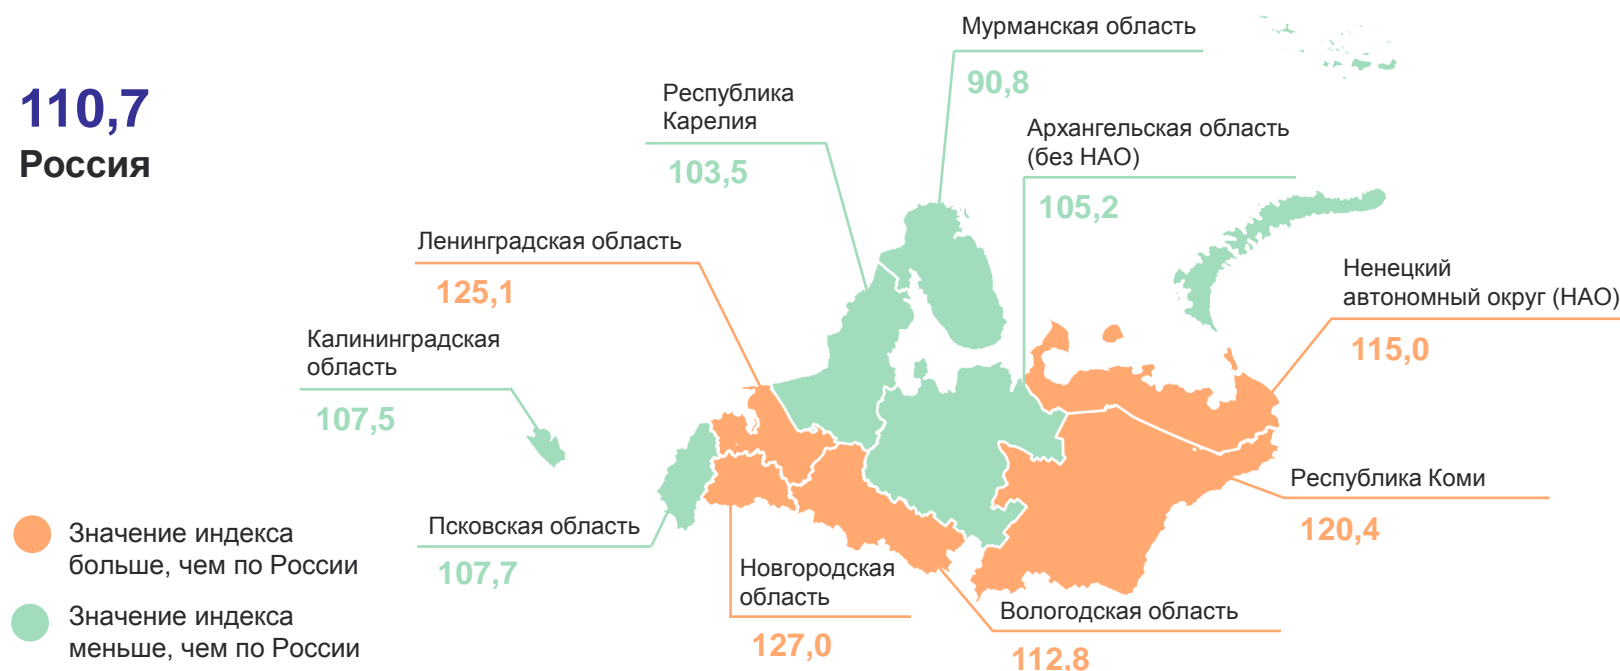 110,7
Россия
Мурманская область
90,8
Республика
Карелия
103,5
Архангельская область
(без НАО)
105,2
Ленинградская область
125,1
Ненецкий
автономный округ (НАО)
115,0
Калининградская
область
107,5
Республика Коми
120,4
Псковская область
107,7
Новгородская
область
127,0
Вологодская область
112,8
Значение индекса
больше, чем по России
Значение индекса
меньше, чем по России